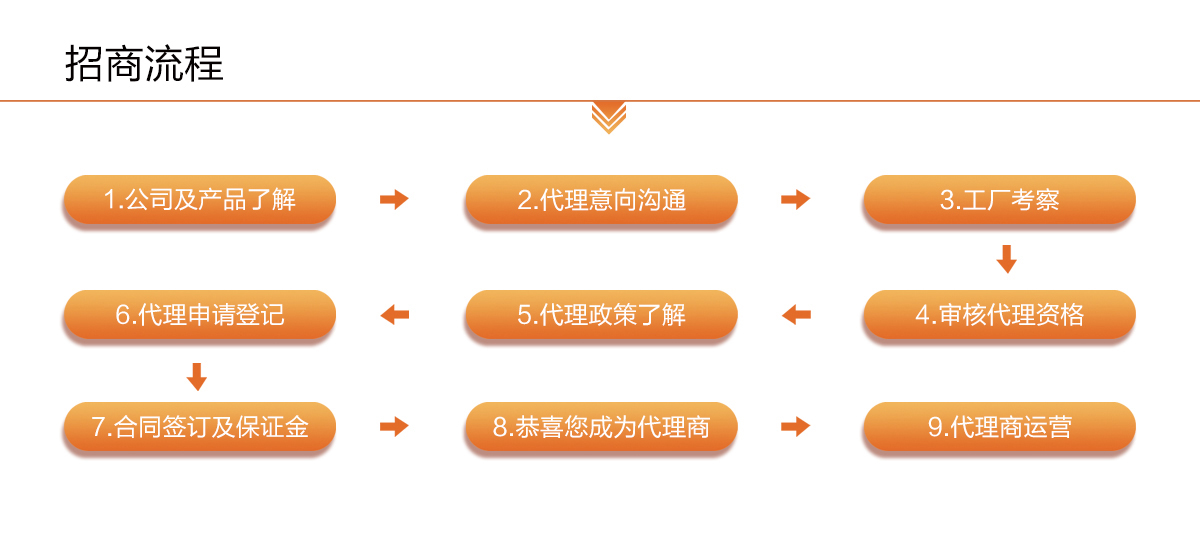 招商流程
1.公司及产品了解
2.代理意向沟通
3.工厂考察
4.审核代理资格
5.代理政策了解
6.代理申请登记
7.合同签订及保证金
8.恭喜您成为代理商
9.代理商运营